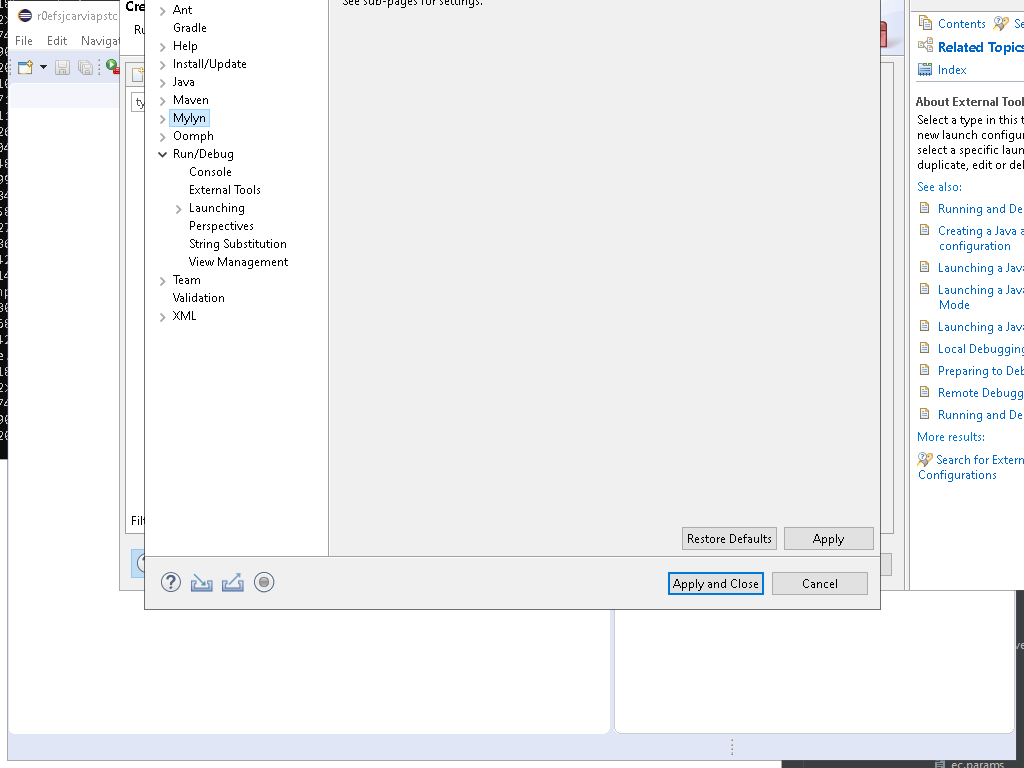 See sub-pages for settings.
Cre
r0efsjcarviapstc
File Edit Navigat
Ant
Gradle
Help
Install/Update
Java
Maven
Mylyn
Oomph
Run/Debug
Console
External Tools
Launching
Perspectives
String Substitution
View Management
Team
Validation
XML
Restore Defaults
Apply
Apply and Close
Cancel
Contents
Related Topics
Index
About External Tool
Select a type in this t
new launch configur
select a specific laun
duplicate, edit or del
See also:
Running and De
Creating a Java a
configuration
Launching a Java
Launching a Java
Mode
Launching a Java
Local Debugging
Preparing to Deb
Remote Debugg
Running and De
More results:
Search for Extern
Configurations
ec.params